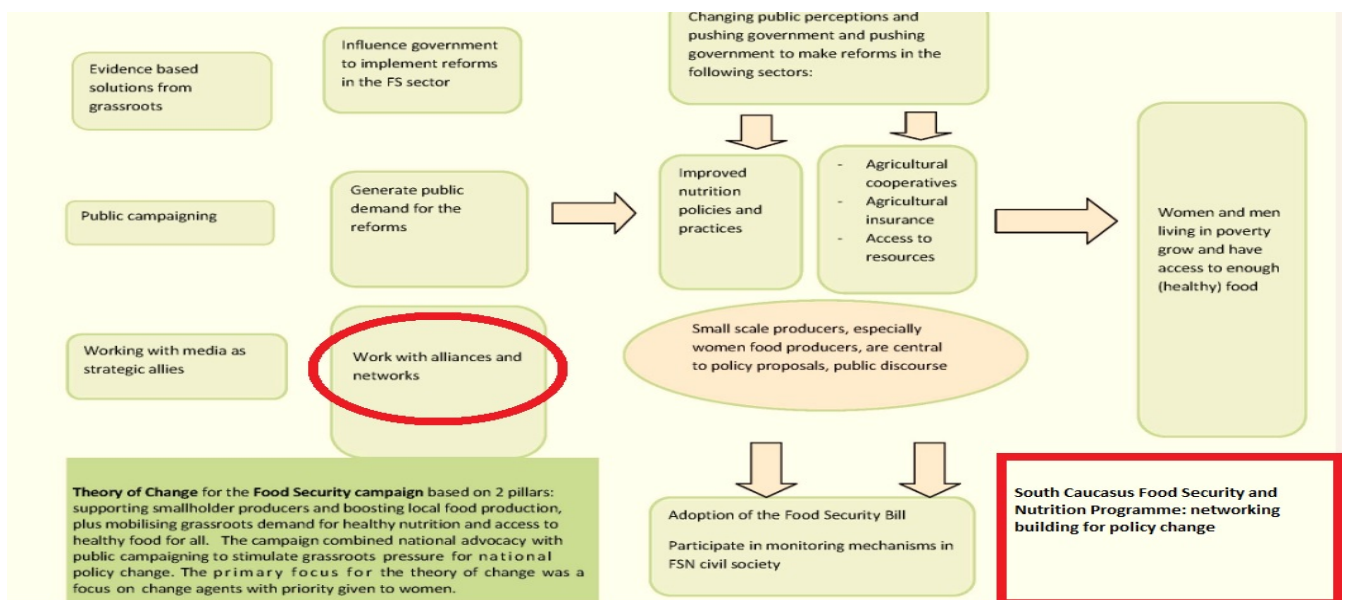 Evidence based
solutions from
grassroots
Influence government
to implement reforms
in the FS sector
Changing public perceptions and
pushing government and pushing
government to make reforms in the
following sectors:
Public campaigning
Generate public
demand for the
reforms
Improved
nutrition
policies and
practices
- Agricultural
cooperatives
- Agricultural
insurance
- Access to
resources
Women and men
living in poverty
grow and have
access to enough
(healthy) food
Working with media as
strategic allies
Work with alliances and
networks
Small scale producers, especially
women food producers, are central
to policy proposals, public discourse
Theory of Change for the Food Security campaign based on 2 pillars:
supporting smallholder producers and boosting local food production,
plus mobilising grassroots demand for healthy nutrition and access to
healthy food for all. The campaign combined national advocacy with
public campaigning to stimulate grassroots pressure for national
policy change. The primary focus for the theory of change was a
focus on change agents with priority given to women.
Adoption of the Food Security Bill
Participate in monitoring mechanisms in
FSN civil society
South Caucasus Food Security and
Nutrition Programme: networking
building for policy change